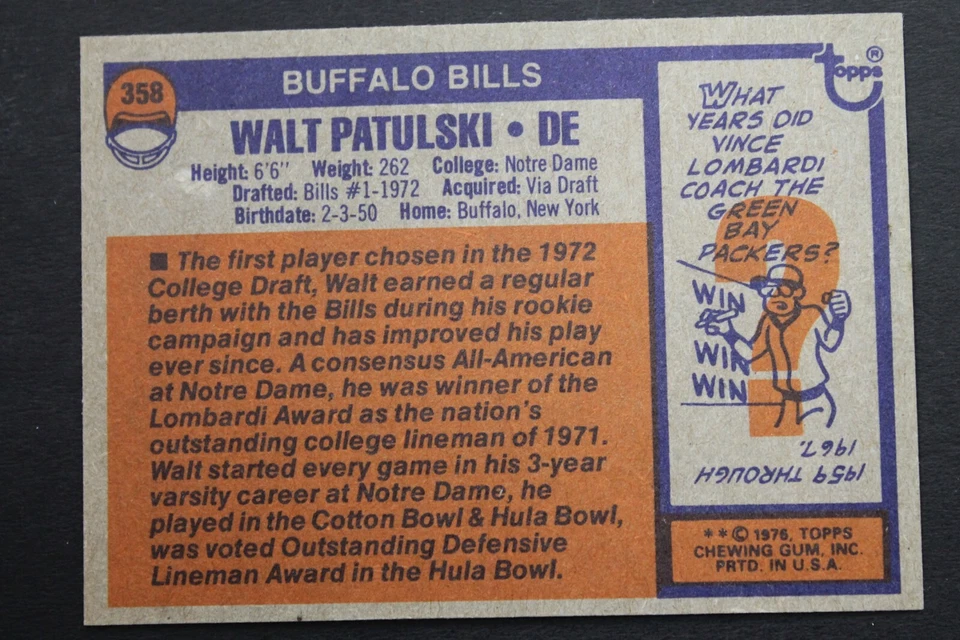 358
BUFFALO BILLS
WALT PATULSKI • DE
Height: 6'6" Weight: 262 College: Notre Dame
Drafted: Bills #1-1972 Acquired: Via Draft
Birthdate: 2-3-50 Home: Buffalo, New York
■ The first player chosen in the 1972
College Draft, Walt earned a regular
berth with the Bills during his rookie
campaign and has improved his play
ever since. A consensus All-American
at Notre Dame, he was winner of the
Lombardi Award as the nation's
outstanding college lineman of 1971.
Walt started every game in his 3-year
varsity career at Notre Dame, he
played in the Cotton Bowl & Hula Bowl,
was voted Outstanding Defensive
Lineman Award in the Hula Bowl.
topps®
WHAT
YEARS DID
VINCE
LOMBARDI
COACH THE
GREEN
BAY
PACKERS?
?
WIN
WIN
WIN
1959 THROUGH
1967.
**© 1976, TOPPS
CHEWING GUM, INC.
PRTD. IN U.S.A.